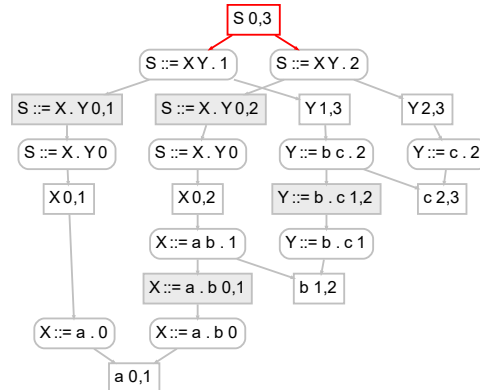 S 0,3
S ::= X Y . 1
S ::= X Y . 2
S ::= X . Y 0,1
S ::= X . Y 0,2
Y 1,3
Y 2,3
S ::= X . Y 0
S ::= X . Y 0
Y ::= b c . 2
Y ::= c . 2
X 0,1
X 0,2
Y ::= b . c 1,2
c 2,3
X ::= a b . 1
Y ::= b . c 1
X ::= a . b 0,1
b 1,2
X ::= a . 0
X ::= a . b 0
a 0,1